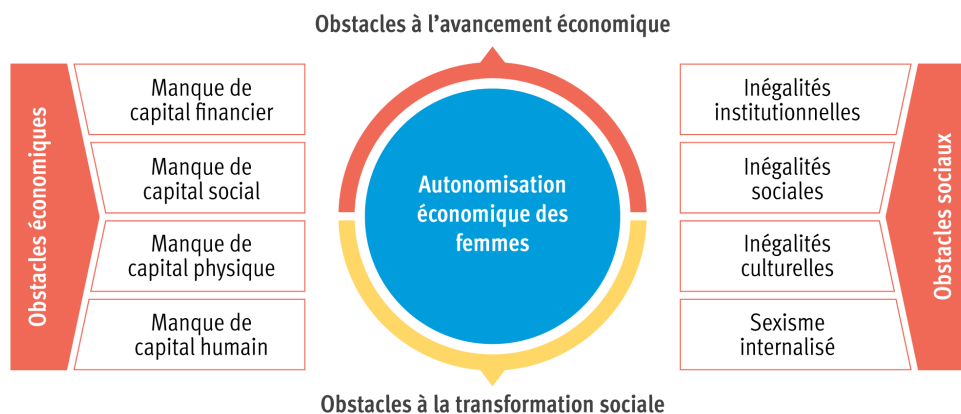 Obstacles à l’avancement économique
Obstacles économiques
Manque de
capital financier
Manque de
capital social
Manque de
capital physique
Manque de
capital humain
Autonomisation
économique des
femmes
Inégalités
institutionnelles
Inégalités
sociales
Inégalités
culturelles
Sexisme
internalisé
Obstacles sociaux
Obstacles à la transformation sociale